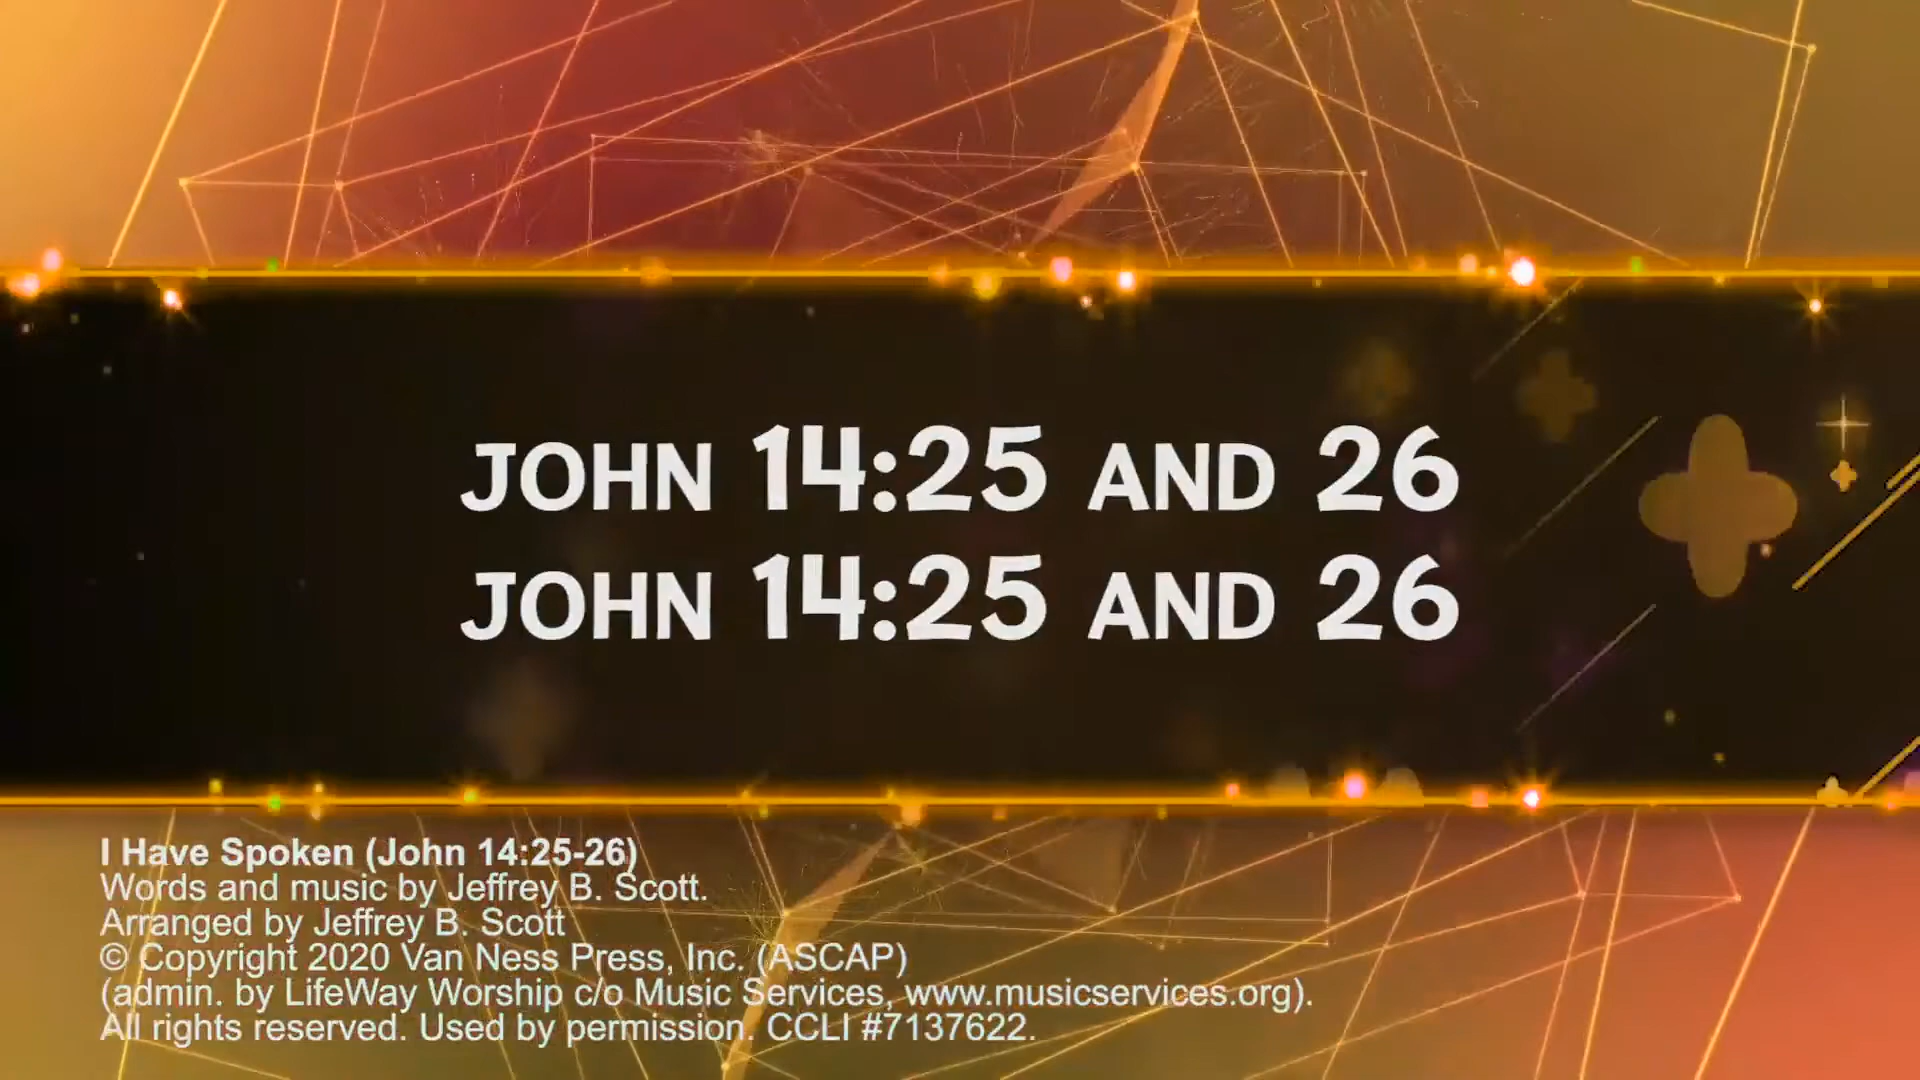 JOHN 14:25 AND 26
JOHN 14:25 AND 26
I Have Spoken (John 14:25-26)
Words and music by Jeffrey B. Scott.
Arranged by Jeffrey B. Scott
© Copyright 2020 Van Ness Press, Inc. (ASCAP)
(admin. by LifeWay Worship c/o Music Services, www.musicservices.org).
All rights reserved. Used by permission. CCLI #7137622.